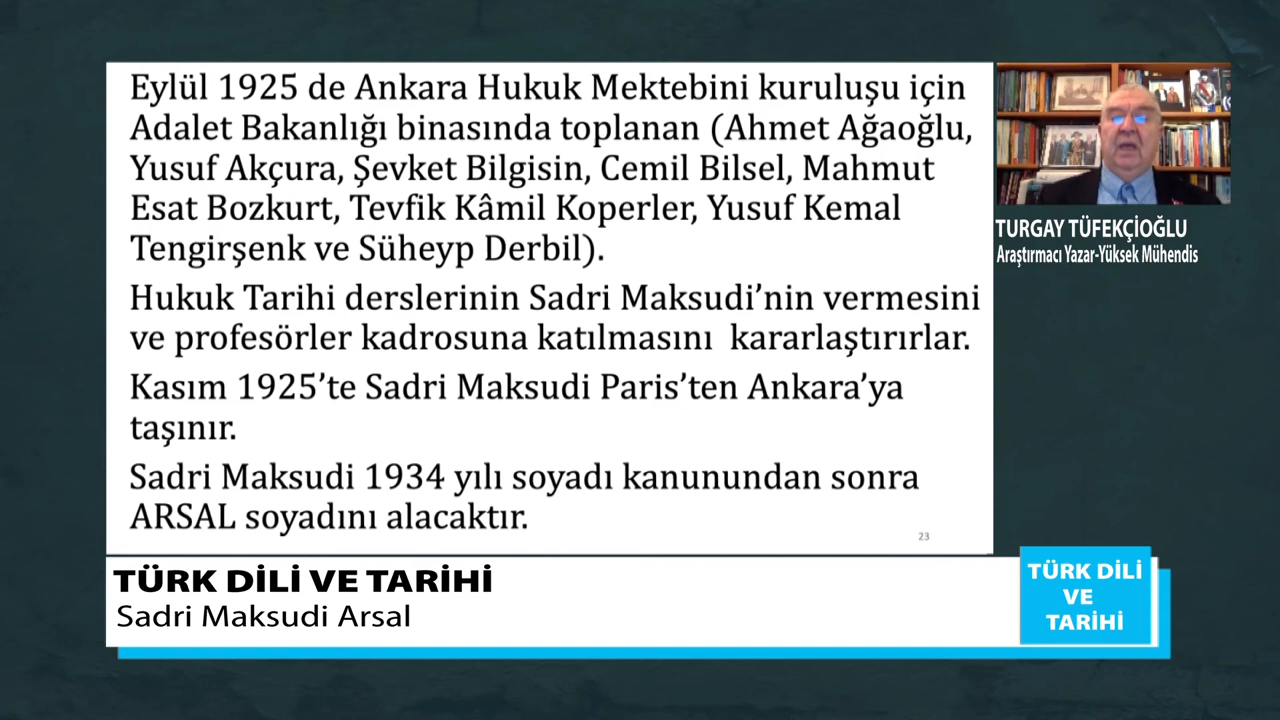 Eylül 1925 de Ankara Hukuk Mektebini kuruluşu için
Adalet Bakanlığı binasında toplanan (Ahmet Ağaoğlu,
Yusuf Akçura, Şevket Bilgisin, Cemil Bilsel, Mahmut
Esat Bozkurt, Tevfik Kâmil Koperler, Yusuf Kemal
Tengirşenk ve Süheyp Derbil).
Hukuk Tarihi derslerinin Sadri Maksudi’nin vermesini
ve profesörler kadrosuna katılmasını kararlaştırırlar.
Kasım 1925’te Sadri Maksudi Paris’ten Ankara’ya
taşınır.
Sadri Maksudi 1934 yılı soyadı kanunundan sonra
ARSAL soyadını alacaktır.
23
TURGAY TÜFEKÇİOĞLU
Araştırmacı Yazar-Yüksek Mühendis
TÜRK DİLİ VE TARİHİ
Sadri Maksudi Arsal
TÜRK DİLİ
VE
TARİHİ